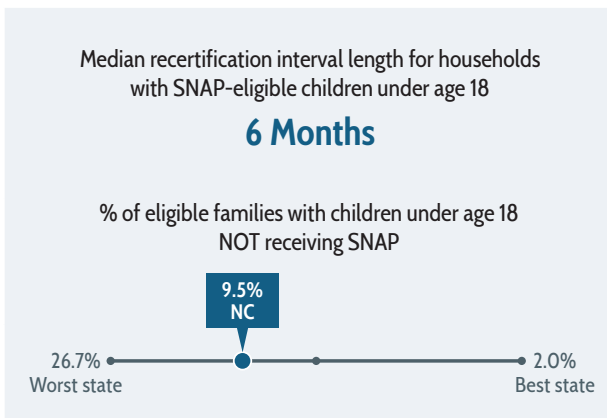 Median recertification interval length for households
with SNAP-eligible children under age 18
6 Months
% of eligible families with children under age 18
NOT receiving SNAP
9.5%
NC
26.7%
Worst state
2.0%
Best state